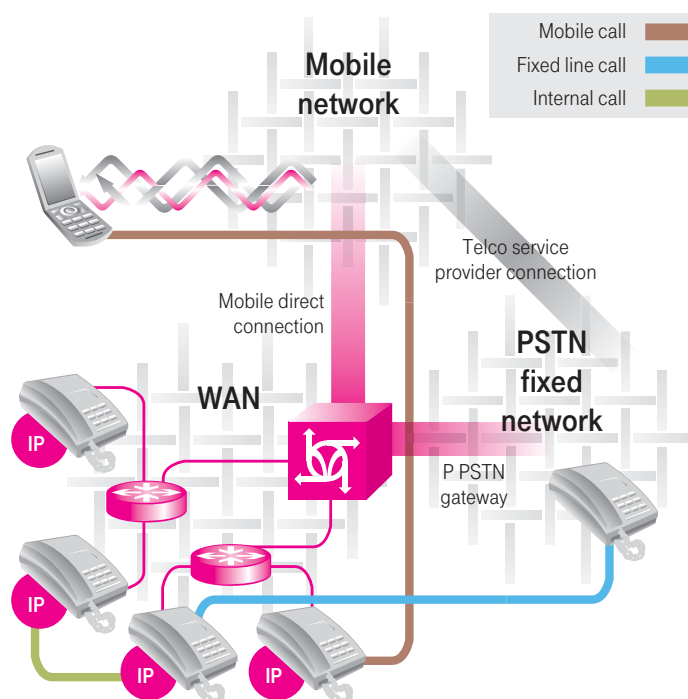 Mobile call
Fixed line call
Internal call
Mobile
network
Telco service
provider connection
Mobile direct
connection
PSTN
fixed
network
WAN
IP
P PSTN
gateway
IP
IP
IP